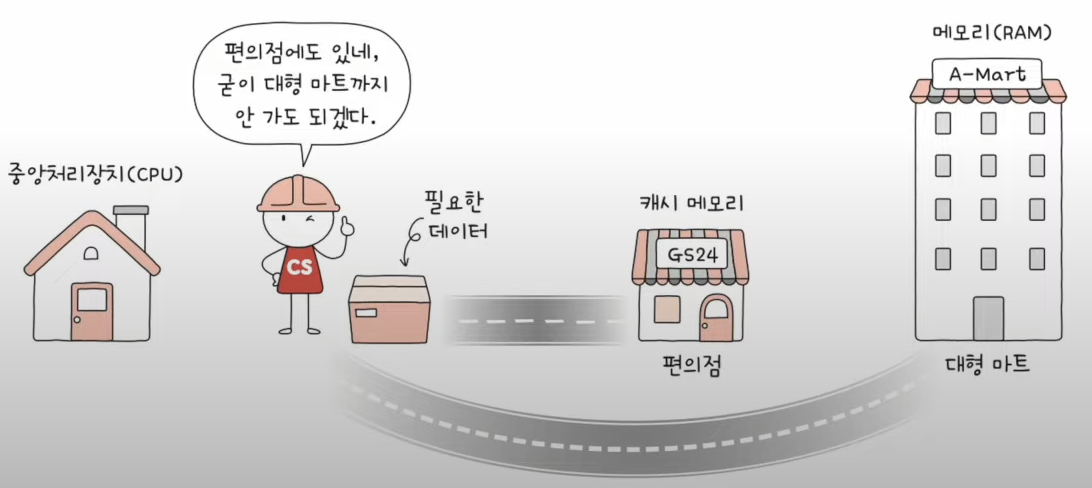 메모리(RAM)
A-Mart
편의점에도 있네,
굳이 대형 마트까지
안 가도 되겠다.
중앙처리장치(CPU)
필요한
데이터
캐시 메모리
GS24
CS
편의점
대형 마트